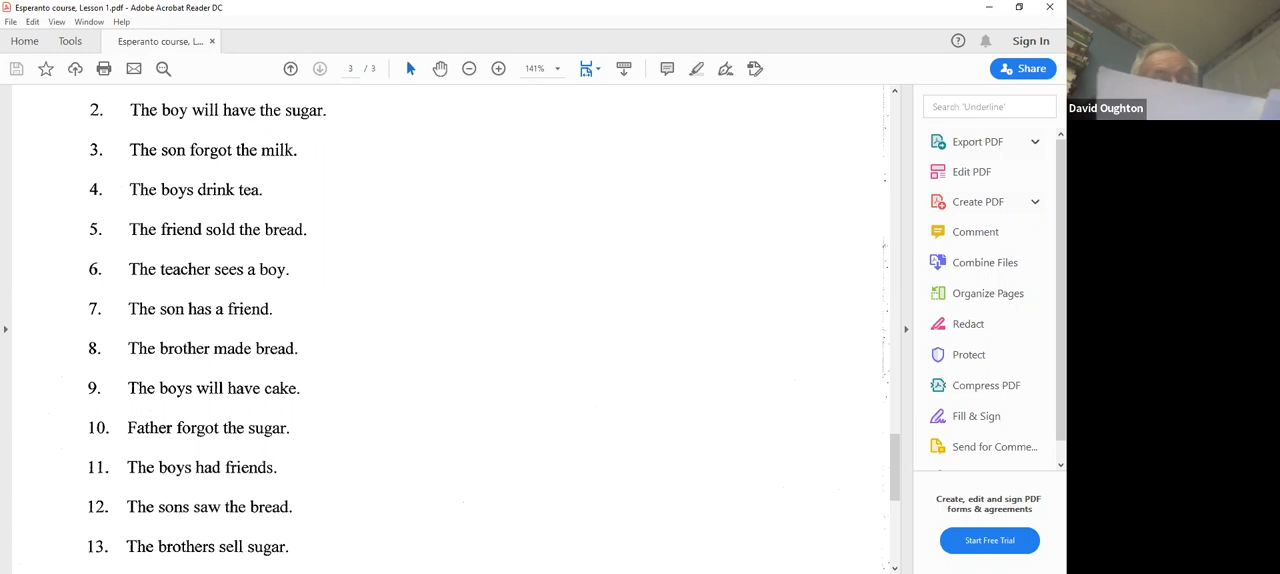 Esperanto course, Lesson 1.pdf - Adobe Acrobat Reader DC
File Edit View Window Help
Home Tools Esperanto course, L... × ? Sign In
3 / 3 141% Share
2. The boy will have the sugar.
3. The son forgot the milk.
4. The boys drink tea.
5. The friend sold the bread.
6. The teacher sees a boy.
7. The son has a friend.
8. The brother made bread.
9. The boys will have cake.
10. Father forgot the sugar.
11. The boys had friends.
12. The sons saw the bread.
13. The brothers sell sugar.
Search 'Underline'
Export PDF
Edit PDF
Create PDF
Comment
Combine Files
Organize Pages
Redact
Protect
Compress PDF
Fill & Sign
Send for Comme...
Create, edit and sign PDF
forms & agreements
Start Free Trial
David Oughton